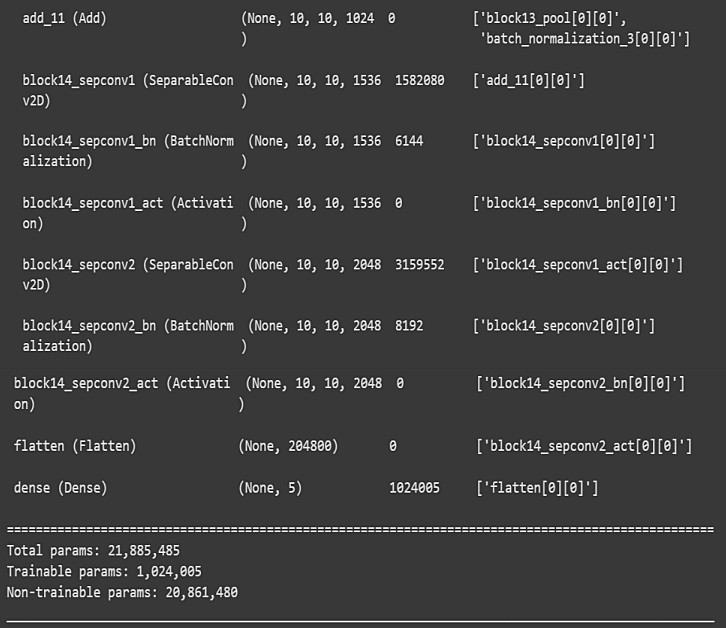 add_11 (Add) (None, 10, 10, 1024 0 ['block13_pool[0][0]',
) 'batch_normalization_3[0][0]']
block14_sepconv1 (SeparableCon (None, 10, 10, 1536 1582080 ['add_11[0][0]']
v2D) )
block14_sepconv1_bn (BatchNorm (None, 10, 10, 1536 6144 ['block14_sepconv1[0][0]']
alization) )
block14_sepconv1_act (Activati (None, 10, 10, 1536 0 ['block14_sepconv1_bn[0][0]']
on) )
block14_sepconv2 (SeparableCon (None, 10, 10, 2048 3159552 ['block14_sepconv1_act[0][0]']
v2D) )
block14_sepconv2_bn (BatchNorm (None, 10, 10, 2048 8192 ['block14_sepconv2[0][0]']
alization) )
block14_sepconv2_act (Activati (None, 10, 10, 2048 0 ['block14_sepconv2_bn[0][0]']
on) )
flatten (Flatten) (None, 204800) 0 ['block14_sepconv2_act[0][0]']
dense (Dense) (None, 5) 1024005 ['flatten[0][0]']
==================================================================================================
Total params: 21,885,485
Trainable params: 1,024,005
Non-trainable params: 20,861,480